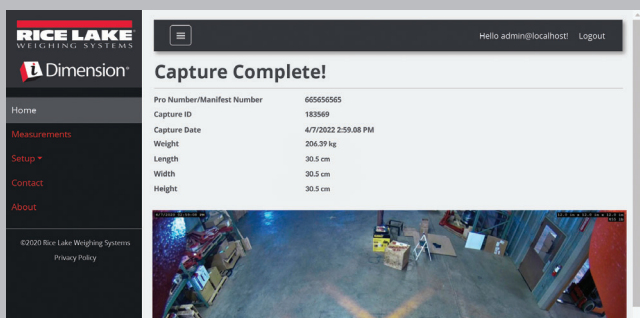 RICE LAKE
WEIGHING SYSTEMS
iDimension®
Home
Measurements
Setup
Contact
About
©2020 Rice Lake Weighing Systems
Privacy Policy
Hello admin@localhost! Logout
Capture Complete!
Pro Number/Manifest Number 665656565
Capture ID 183569
Capture Date 4/7/2022 2:59.08 PM
Weight 206.39 kg
Length 30.5 cm
Width 30.5 cm
Height 30.5 cm